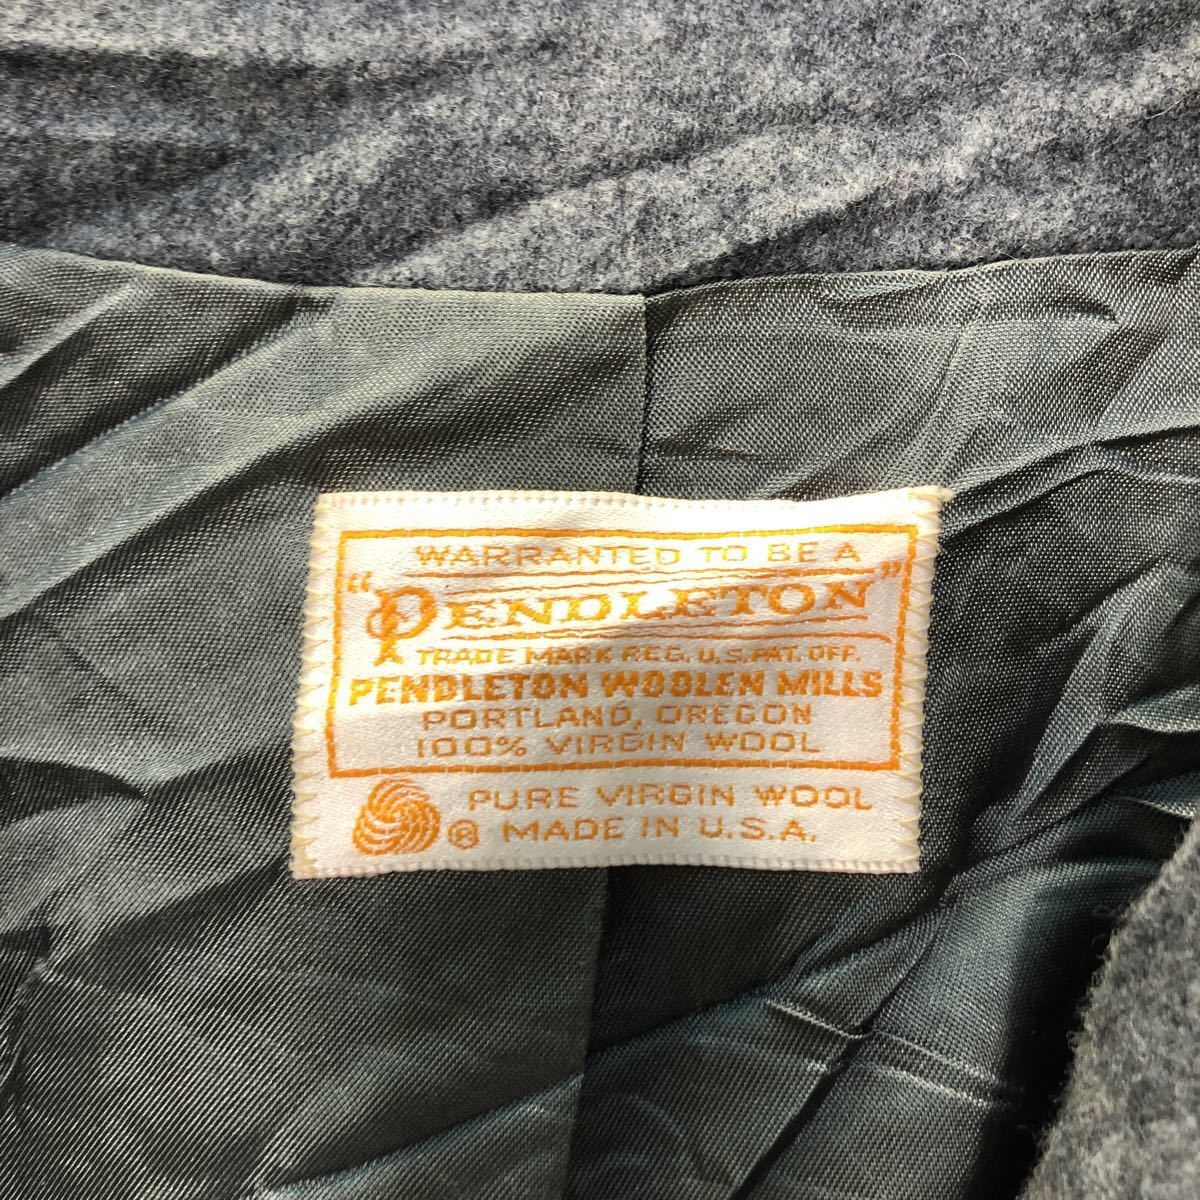 WARRANTED TO BE A
"PENDLETON"
TRADE MARK REG. U.S. PAT. OFF.
PENDLETON WOOLEN MILLS
PORTLAND, OREGON
100% VIRGIN WOOL
PURE VIRGIN WOOL
® MADE IN U.S.A.